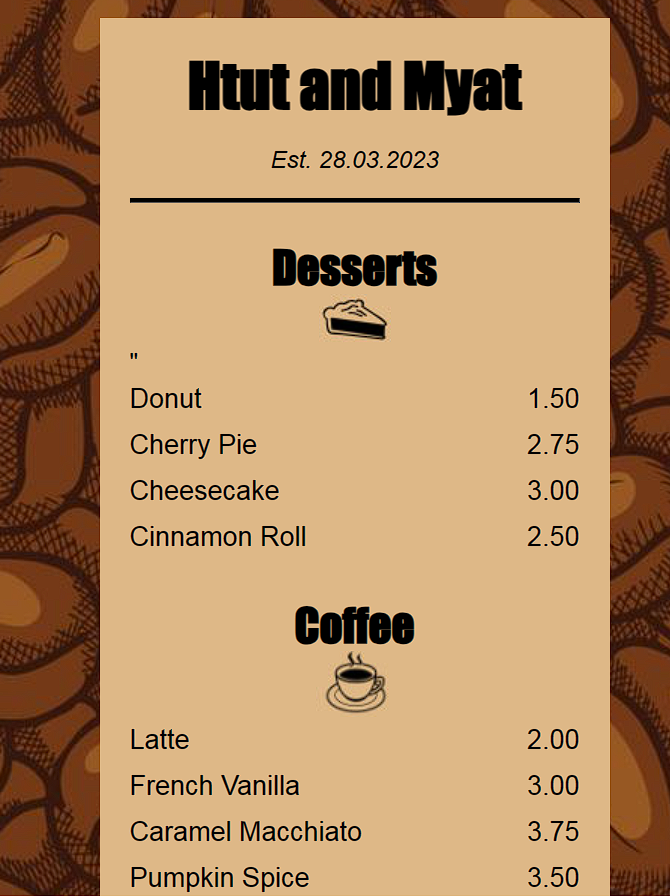 Htut and Myat
Est. 28.03.2023
Desserts
"
Donut 1.50
Cherry Pie 2.75
Cheesecake 3.00
Cinnamon Roll 2.50
Coffee
Latte 2.00
French Vanilla 3.00
Caramel Macchiato 3.75
Pumpkin Spice 3.50